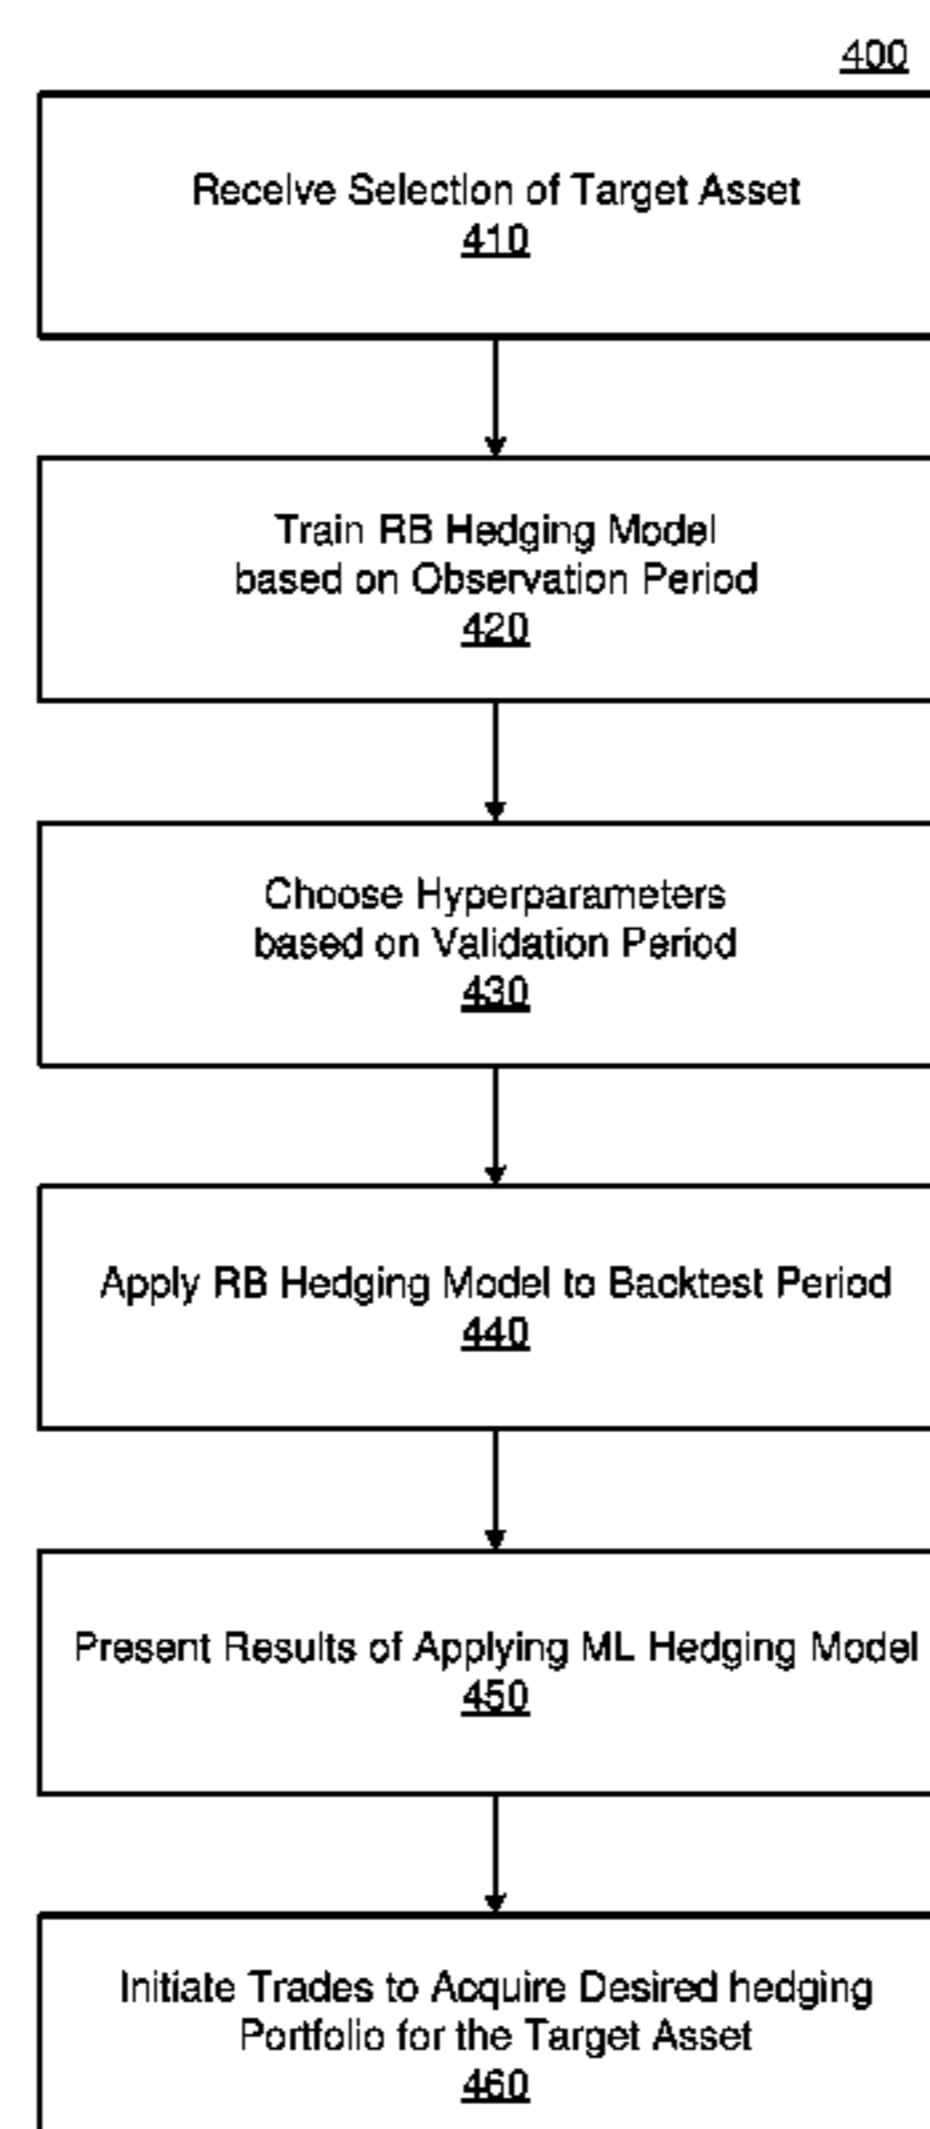 400
Receive Selection of Target Asset
410
Train RB Hedging Model
based on Observation Period
420
Choose Hyperparameters
based on Validation Period
430
Apply RB Hedging Model to Backtest Period
440
Present Results of Applying ML Hedging Model
450
Initiate Trades to Acquire Desired hedging
Portfolio for the Target Asset
460